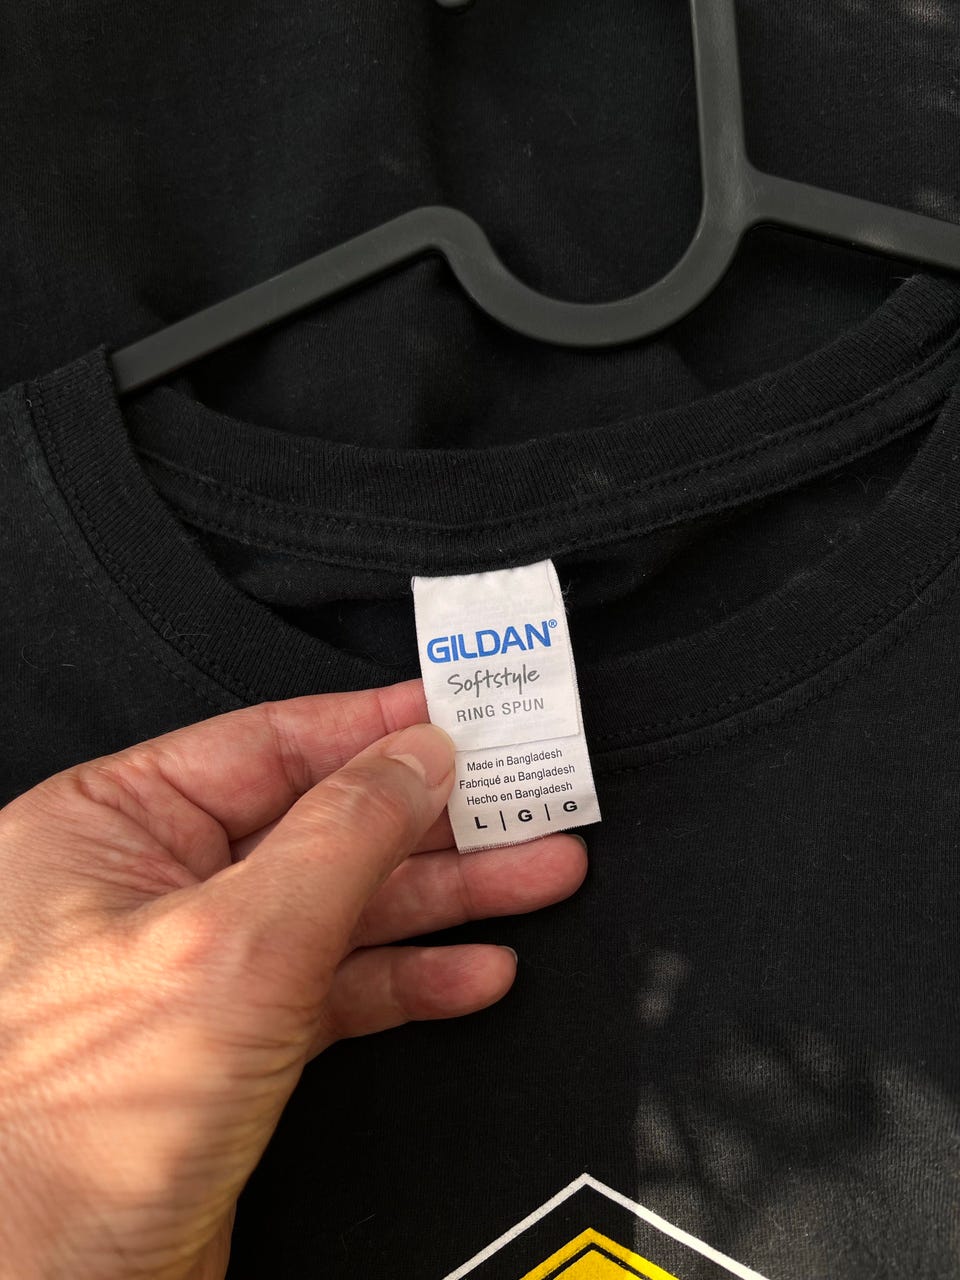 GILDAN®
Softstyle
RING SPUN
Made in Bangladesh
Fabriqué au Bangladesh
Hecho en Bangladesh
L | G | G